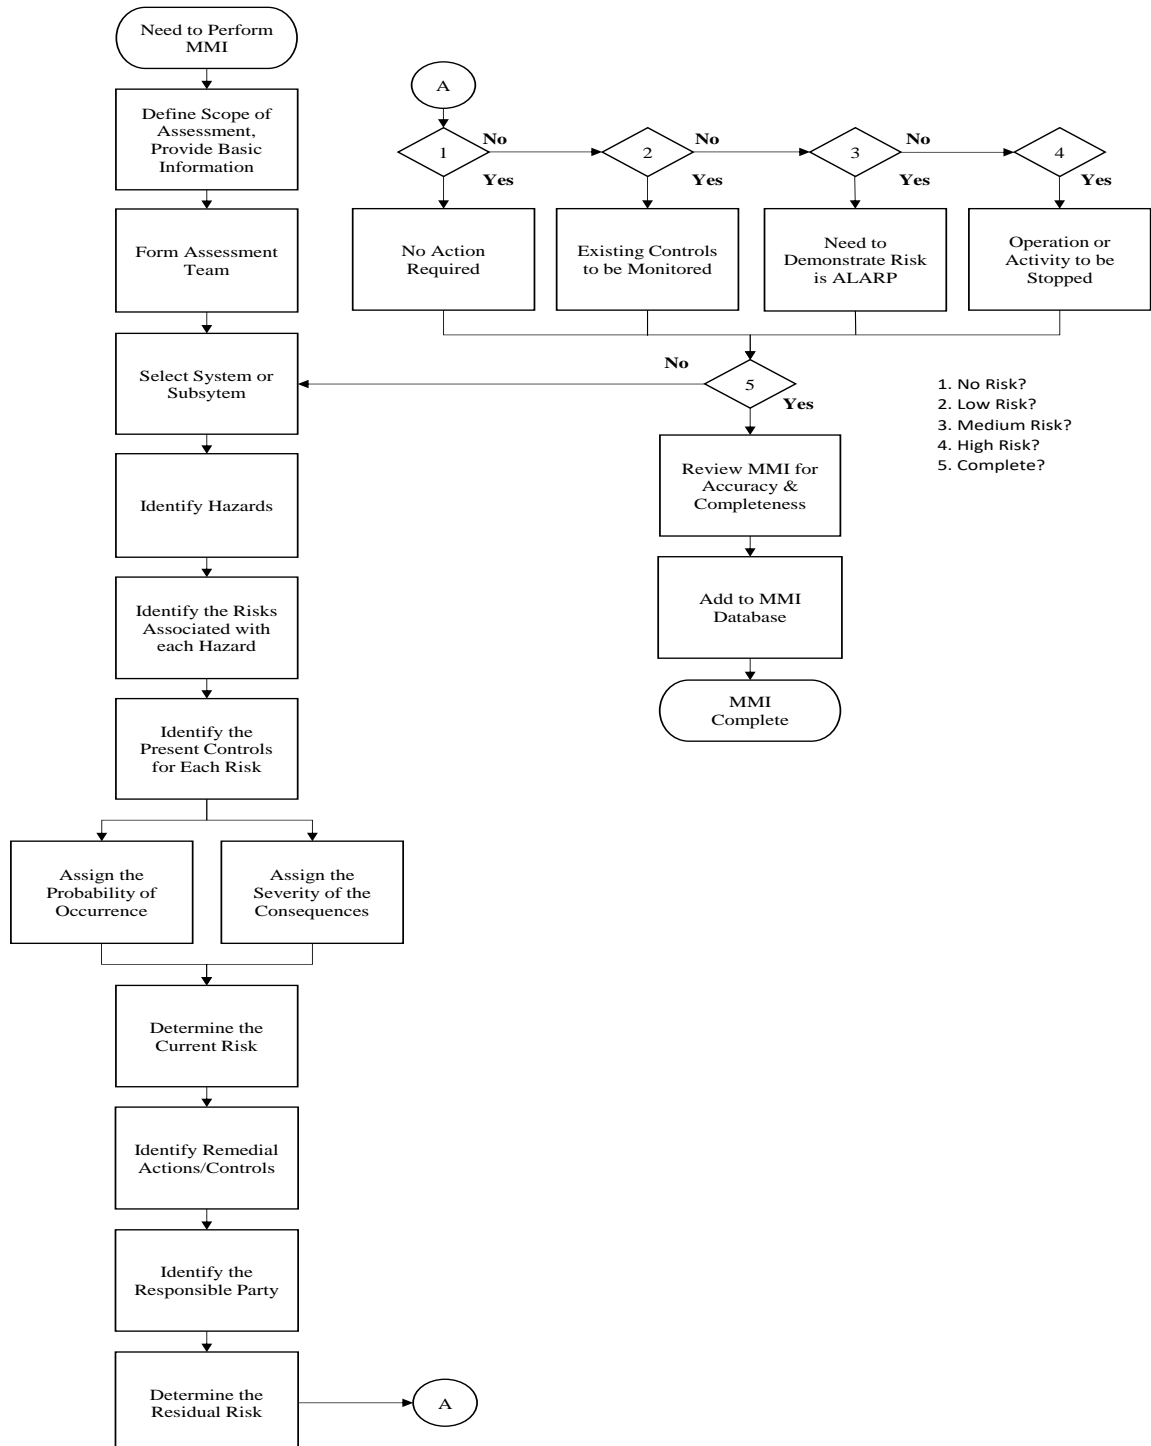 Need to Perform
MMI
Define Scope of
Assessment,
Provide Basic
Information
Form Assessment
Team
Select System or
Subsytem
Identify Hazards
Identify the Risks
Associated with
each Hazard
Identify the
Present Controls
for Each Risk
Assign the
Probability of
Occurrence
Assign the
Severity of the
Consequences
Determine the
Current Risk
Identify Remedial
Actions/Controls
Identify the
Responsible Party
Determine the
Residual Risk
A
A
1
No
Yes
2
No
Yes
3
No
Yes
4
Yes
No Action
Required
Existing Controls
to be Monitored
Need to
Demonstrate Risk
is ALARP
Operation or
Activity to be
Stopped
No
5
Yes
Review MMI for
Accuracy &
Completeness
Add to MMI
Database
MMI
Complete
1. No Risk?
2. Low Risk?
3. Medium Risk?
4. High Risk?
5. Complete?